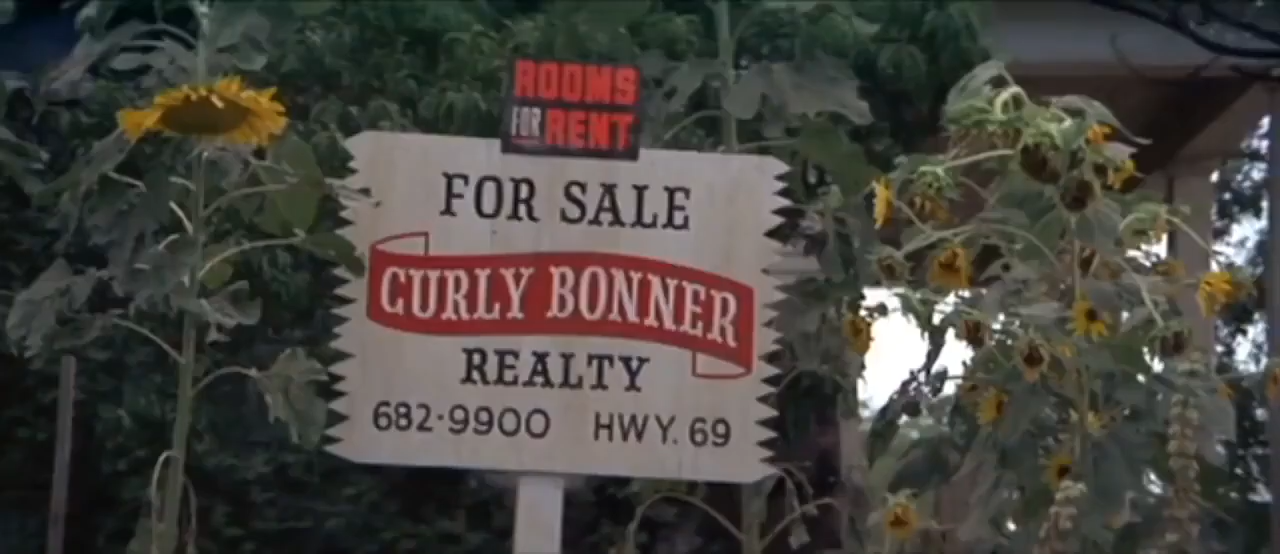 ROOMS
FOR RENT
FOR SALE
CURLY BONNER
REALTY
682-9900 HWY. 69